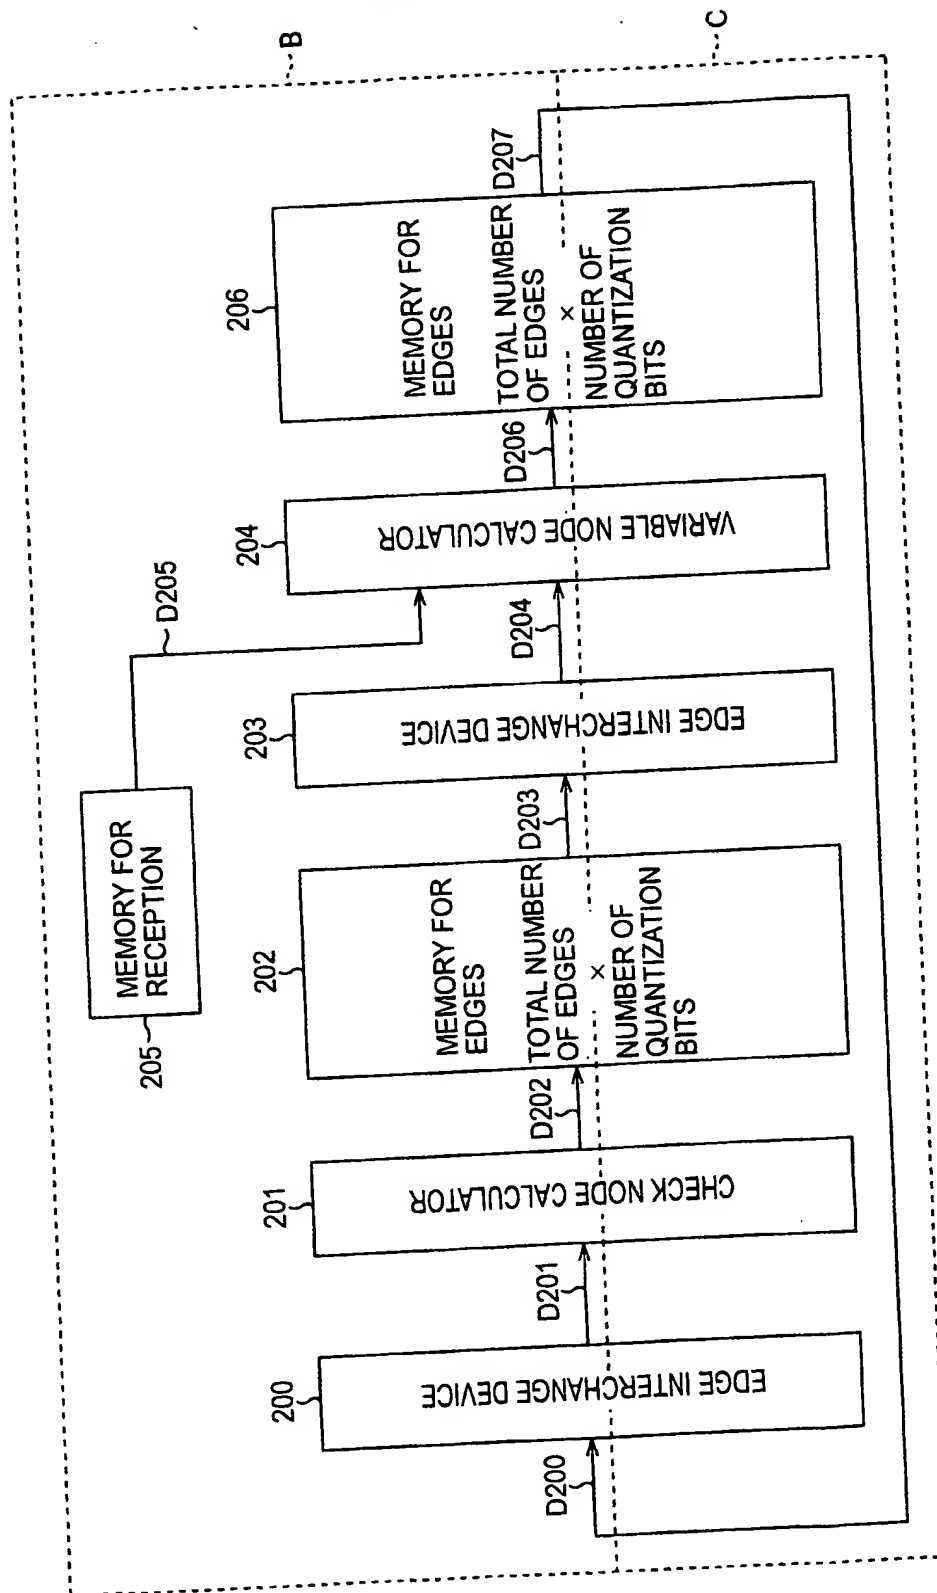 B
C
205
MEMORY FOR
RECEPTION
D205
200
EDGE INTERCHANGE DEVICE
201
CHECK NODE CALCULATOR
202
MEMORY FOR
EDGES
TOTAL NUMBER
OF EDGES
×
NUMBER OF
QUANTIZATION
BITS
203
EDGE INTERCHANGE DEVICE
204
VARIABLE NODE CALCULATOR
206
MEMORY FOR
EDGES
TOTAL NUMBER
OF EDGES
×
NUMBER OF
QUANTIZATION
BITS
D200
D201
D202
D203
D204
D206
D207